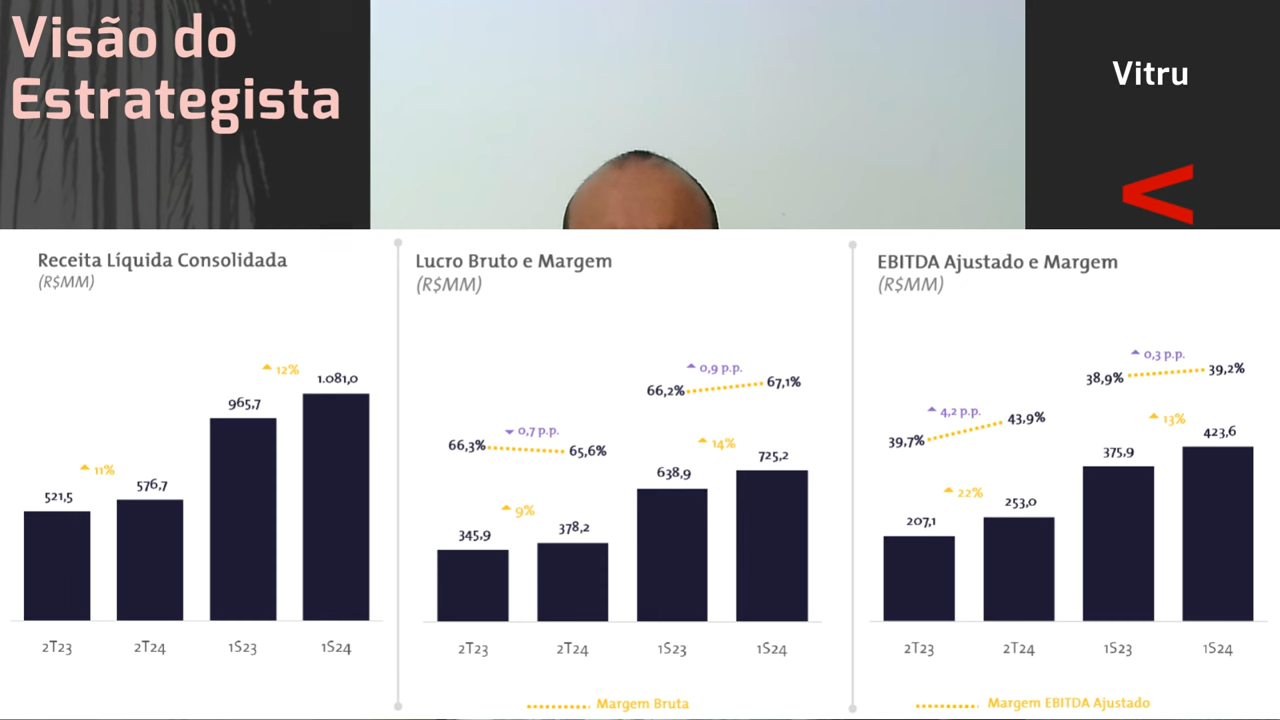 Visão do
Estrategista
Vitru
Receita Líquida Consolidada
(R$MM)
12%
1.081,0
965,7
11%
576,7
521,5
2T23
2T24
1S23
1S24
Lucro Bruto e Margem
(R$MM)
0,9 p.p.
67,1%
66,2%
0,7 p.p.
66,3%
65,6%
14%
725,2
638,9
9%
378,2
345,9
2T23
2T24
1S23
1S24
Margem Bruta
EBITDA Ajustado e Margem
(R$MM)
0,3 p.p.
39,2%
38,9%
4,2 p.p.
43,9%
39,7%
13%
423,6
375,9
22%
253,0
207,1
2T23
2T24
1S23
1S24
Margem EBITDA Ajustado